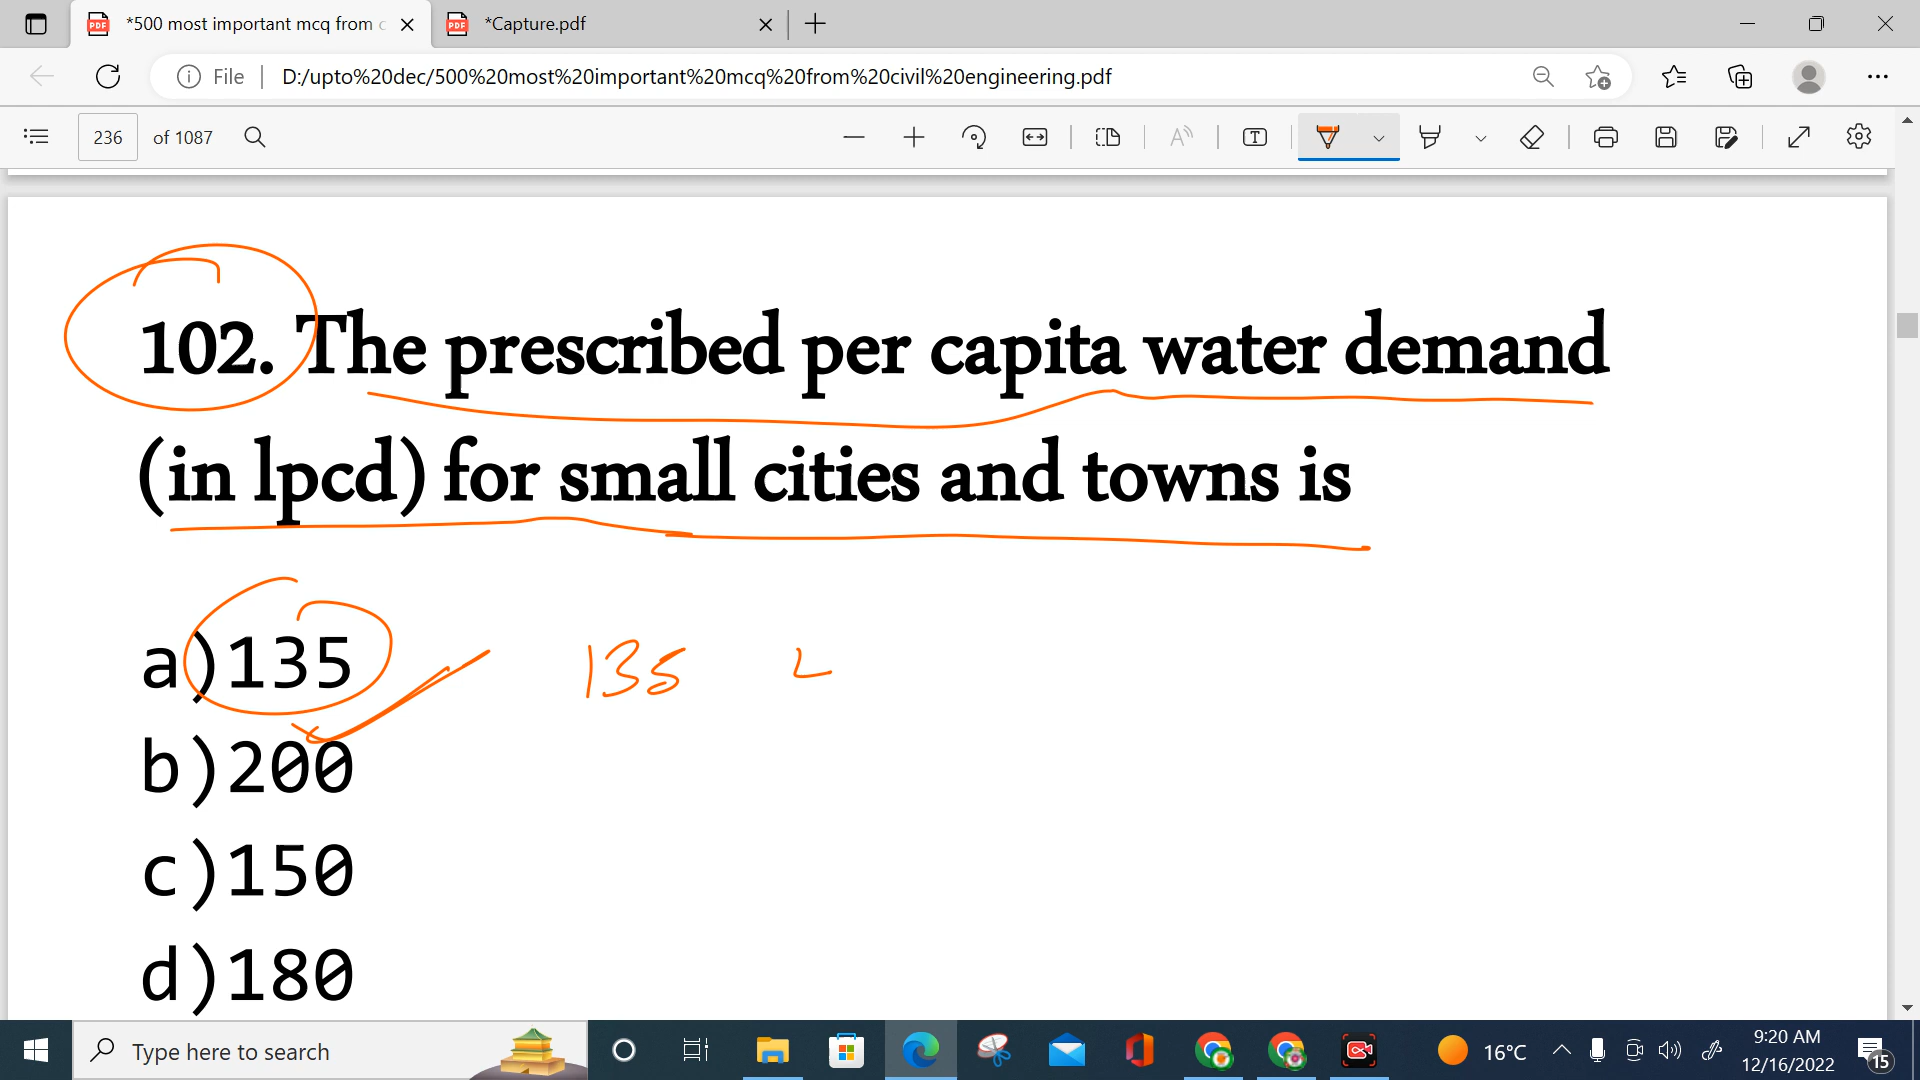 *500 most important mcq from c
*Capture.pdf
File
D:/upto%20dec/500%20most%20important%20mcq%20from%20civil%20engineering.pdf
236 of 1087
102. The prescribed per capita water demand
(in lpcd) for small cities and towns is
a)135
135 L
b)200
c)150
d)180
Type here to search
16°C
9:20 AM
12/16/2022
15